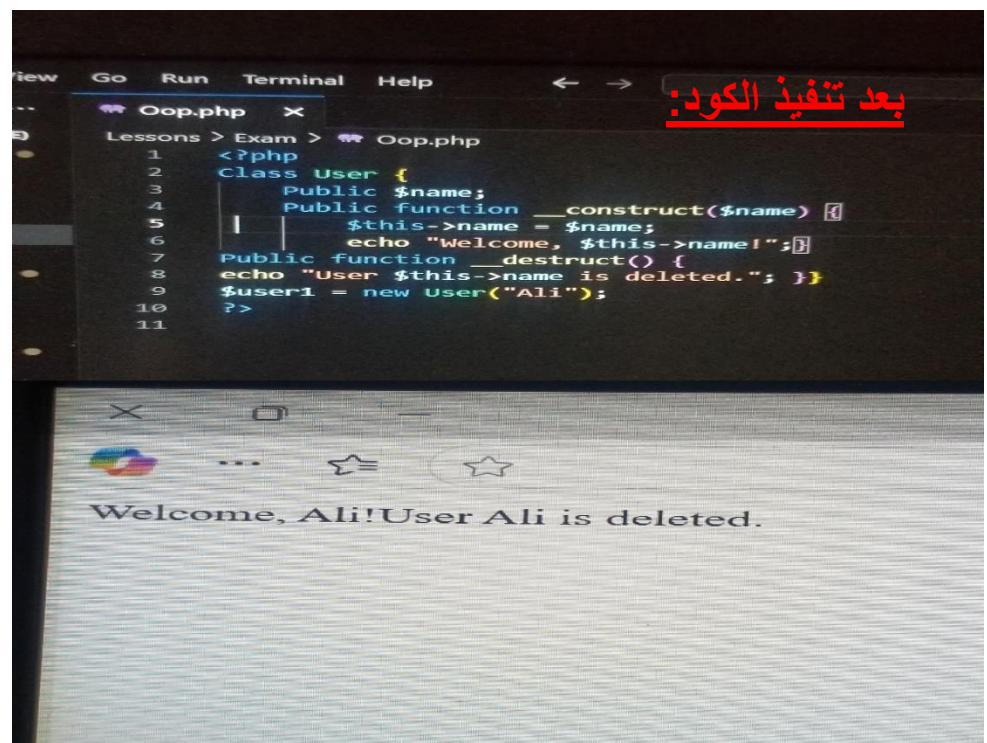 iew Go Run Terminal Help ← →
بعد تنفيذ الكود:
... Oop.php ×
Lessons > Exam > Oop.php
1 <?php
2 Class User {
3 Public $name;
4 Public function __construct($name) {
5 $this->name = $name;
6 echo "Welcome, $this->name!";}
7 Public function __destruct() {
8 echo "User $this->name is deleted."; }}
9 $user1 = new User("Ali");
10 ?>
11
Welcome, Ali!User Ali is deleted.